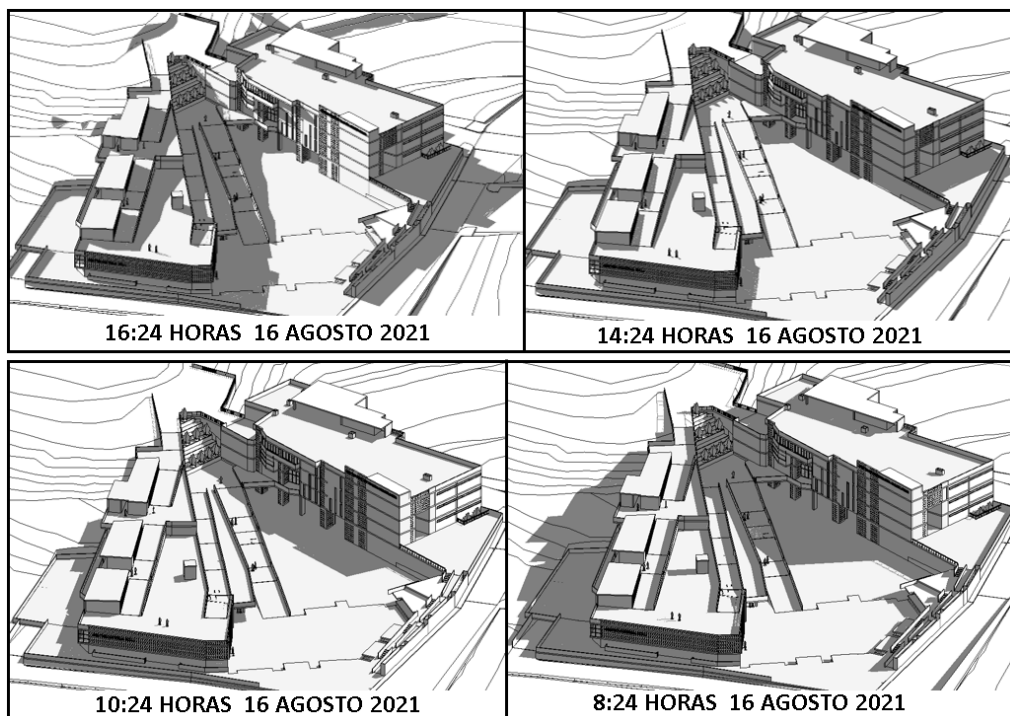 16:24 HORAS 16 AGOSTO 2021
14:24 HORAS 16 AGOSTO 2021
10:24 HORAS 16 AGOSTO 2021
8:24 HORAS 16 AGOSTO 2021